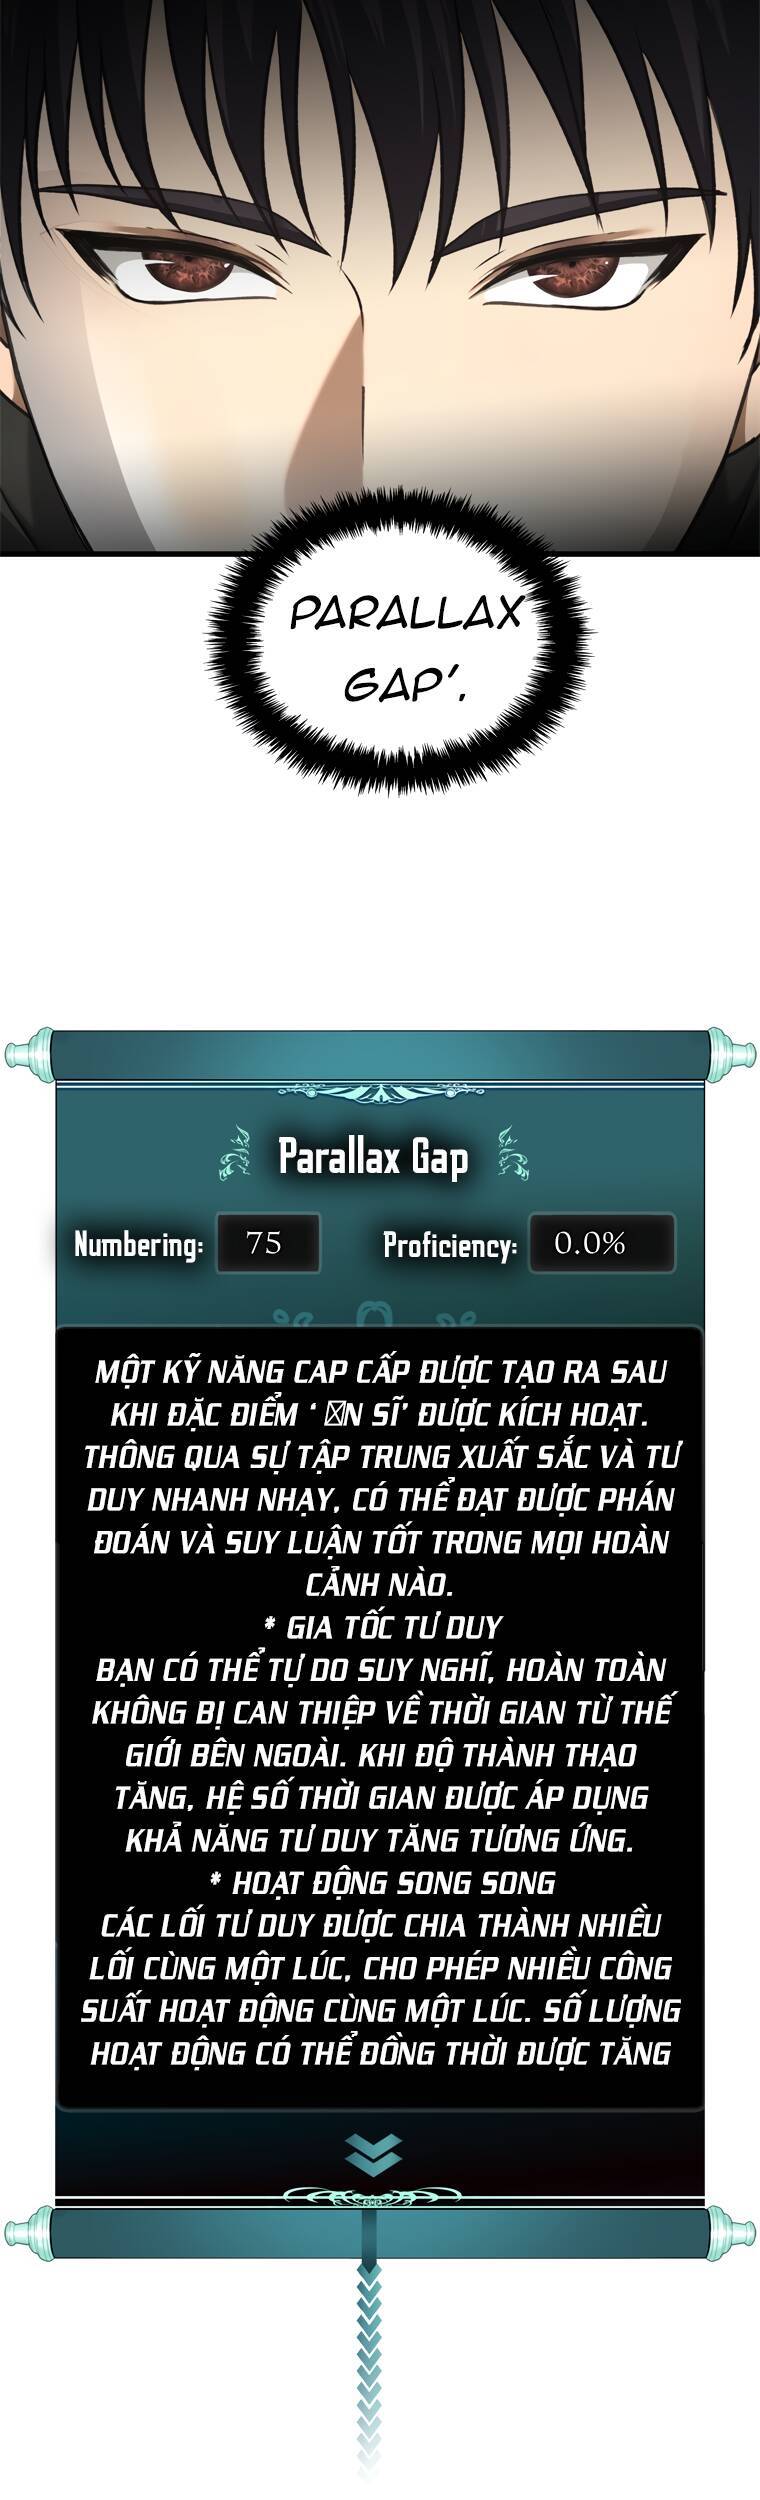 PARALLAX
GAP'.
Parallax Gap
Numbering: 75 Proficiency: 0.0%
MỘT KỸ NĂNG CAP CẤP ĐƯỢC TẠO RA SAU
KHI ĐẶC ĐIỂM ' N SĨ' ĐƯỢC KÍCH HOẠT.
THÔNG QUA SỰ TẬP TRUNG XUẤT SẮC VÀ TƯ
DUY NHANH NHẠY, CÓ THỂ ĐẠT ĐƯỢC PHÁN
ĐOÁN VÀ SUY LUẬN TỐT TRONG MỌI HOÀN
CẢNH NÀO.
* GIA TỐC TƯ DUY
BẠN CÓ THỂ TỰ DO SUY NGHĨ, HOÀN TOÀN
KHÔNG BỊ CAN THIỆP VỀ THỜI GIAN TỪ THẾ
GIỚI BÊN NGOÀI. KHI ĐỘ THÀNH THẠO
TĂNG, HỆ SỐ THỜI GIAN ĐƯỢC ÁP DỤNG
KHẢ NĂNG TƯ DUY TĂNG TƯƠNG ỨNG.
* HOẠT ĐỘNG SONG SONG
CÁC LỐI TƯ DUY ĐƯỢC CHIA THÀNH NHIỀU
LỐI CÙNG MỘT LÚC, CHO PHÉP NHIỀU CÔNG
SUẤT HOẠT ĐỘNG CÙNG MỘT LÚC. SỐ LƯỢNG
HOẠT ĐỘNG CÓ THỂ ĐỒNG THỜI ĐƯỢC TĂNG